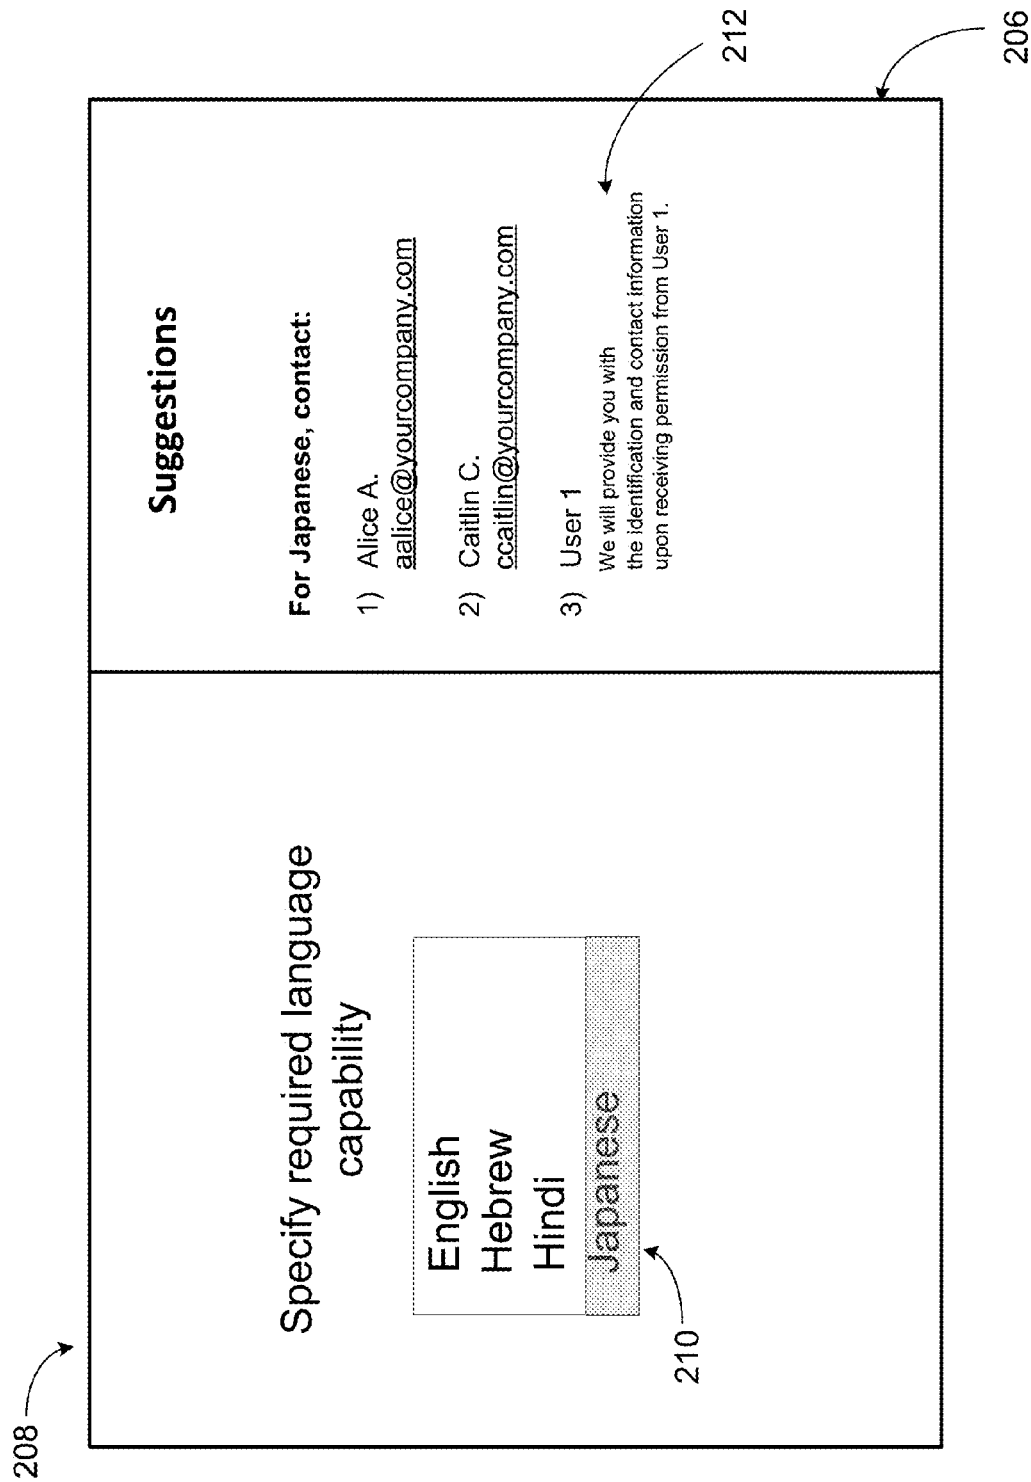 208
Specify required language
capability
English
Hebrew
Hindi
Japanese
210
Suggestions
For Japanese, contact:
1) Alice A.
aalice@yourcompany.com
2) Caitlin C.
ccaitlin@yourcompany.com
3) User 1
We will provide you with
the identification and contact information
upon receiving permission from User 1.
212
206